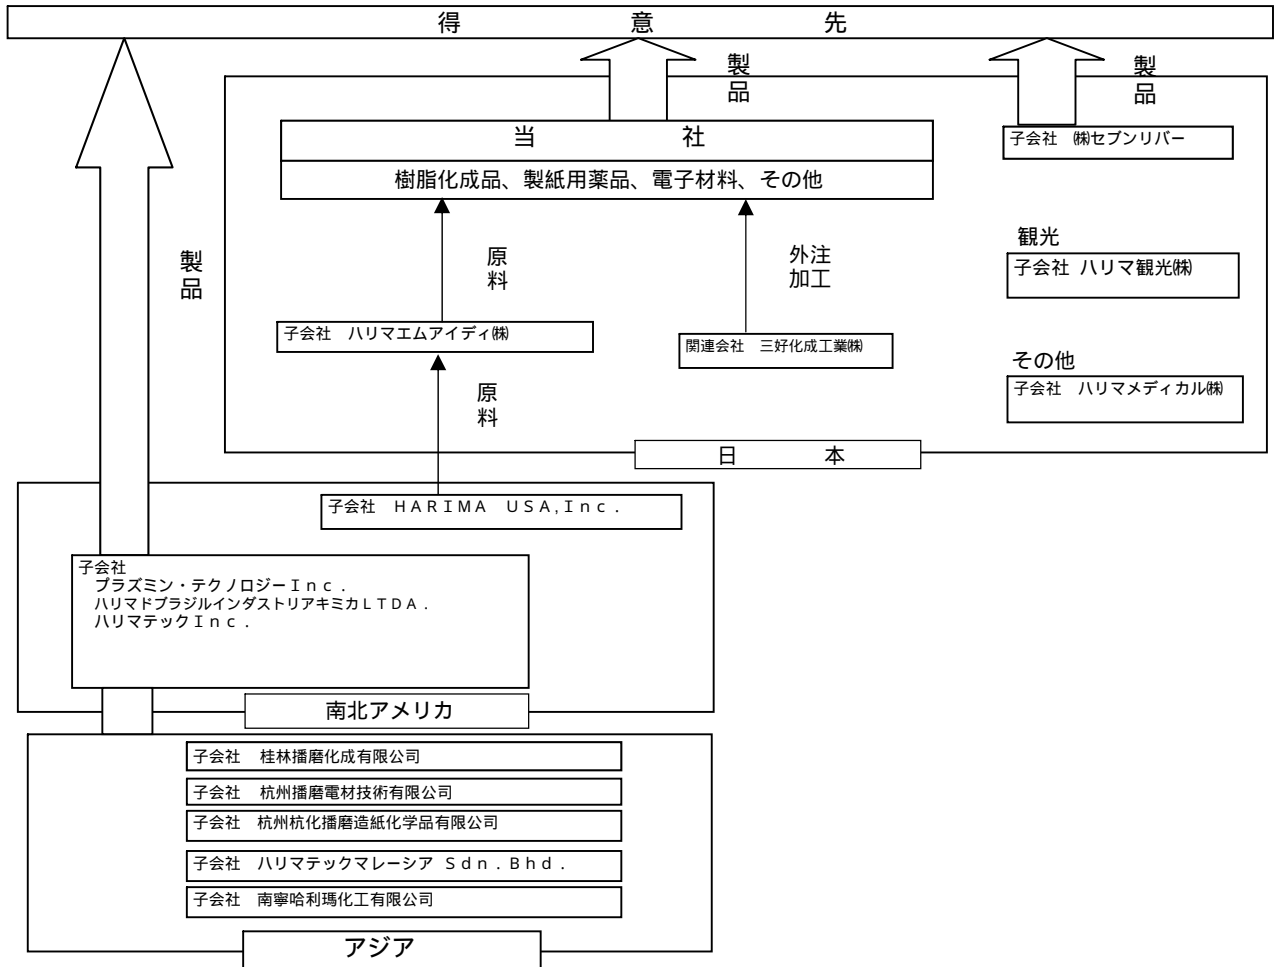 得　意　先
製品
製品
当　社
子会社　㈱セブンリバー
樹脂化成品、製紙用薬品、電子材料、その他
製品
原料
外注
加工
観光
子会社 ハリマ観光㈱
子会社　ハリマエムアイディ㈱
関連会社　三好化成工業㈱
その他
子会社　ハリマメディカル㈱
原料
日　本
子会社　ＨＡＲＩＭＡ　ＵＳＡ,Ｉｎｃ．
子会社
プラズミン・テクノロジーＩｎｃ．
ハリマドブラジルインダストリアキミカＬＴＤＡ．
ハリマテックＩｎｃ．
南北アメリカ
子会社　桂林播磨化成有限公司
子会社　杭州播磨電材技術有限公司
子会社　杭州杭化播磨造紙化学品有限公司
子会社　ハリマテックマレーシア Ｓｄｎ．Ｂｈｄ．
子会社　南寧哈利瑪化工有限公司
アジア